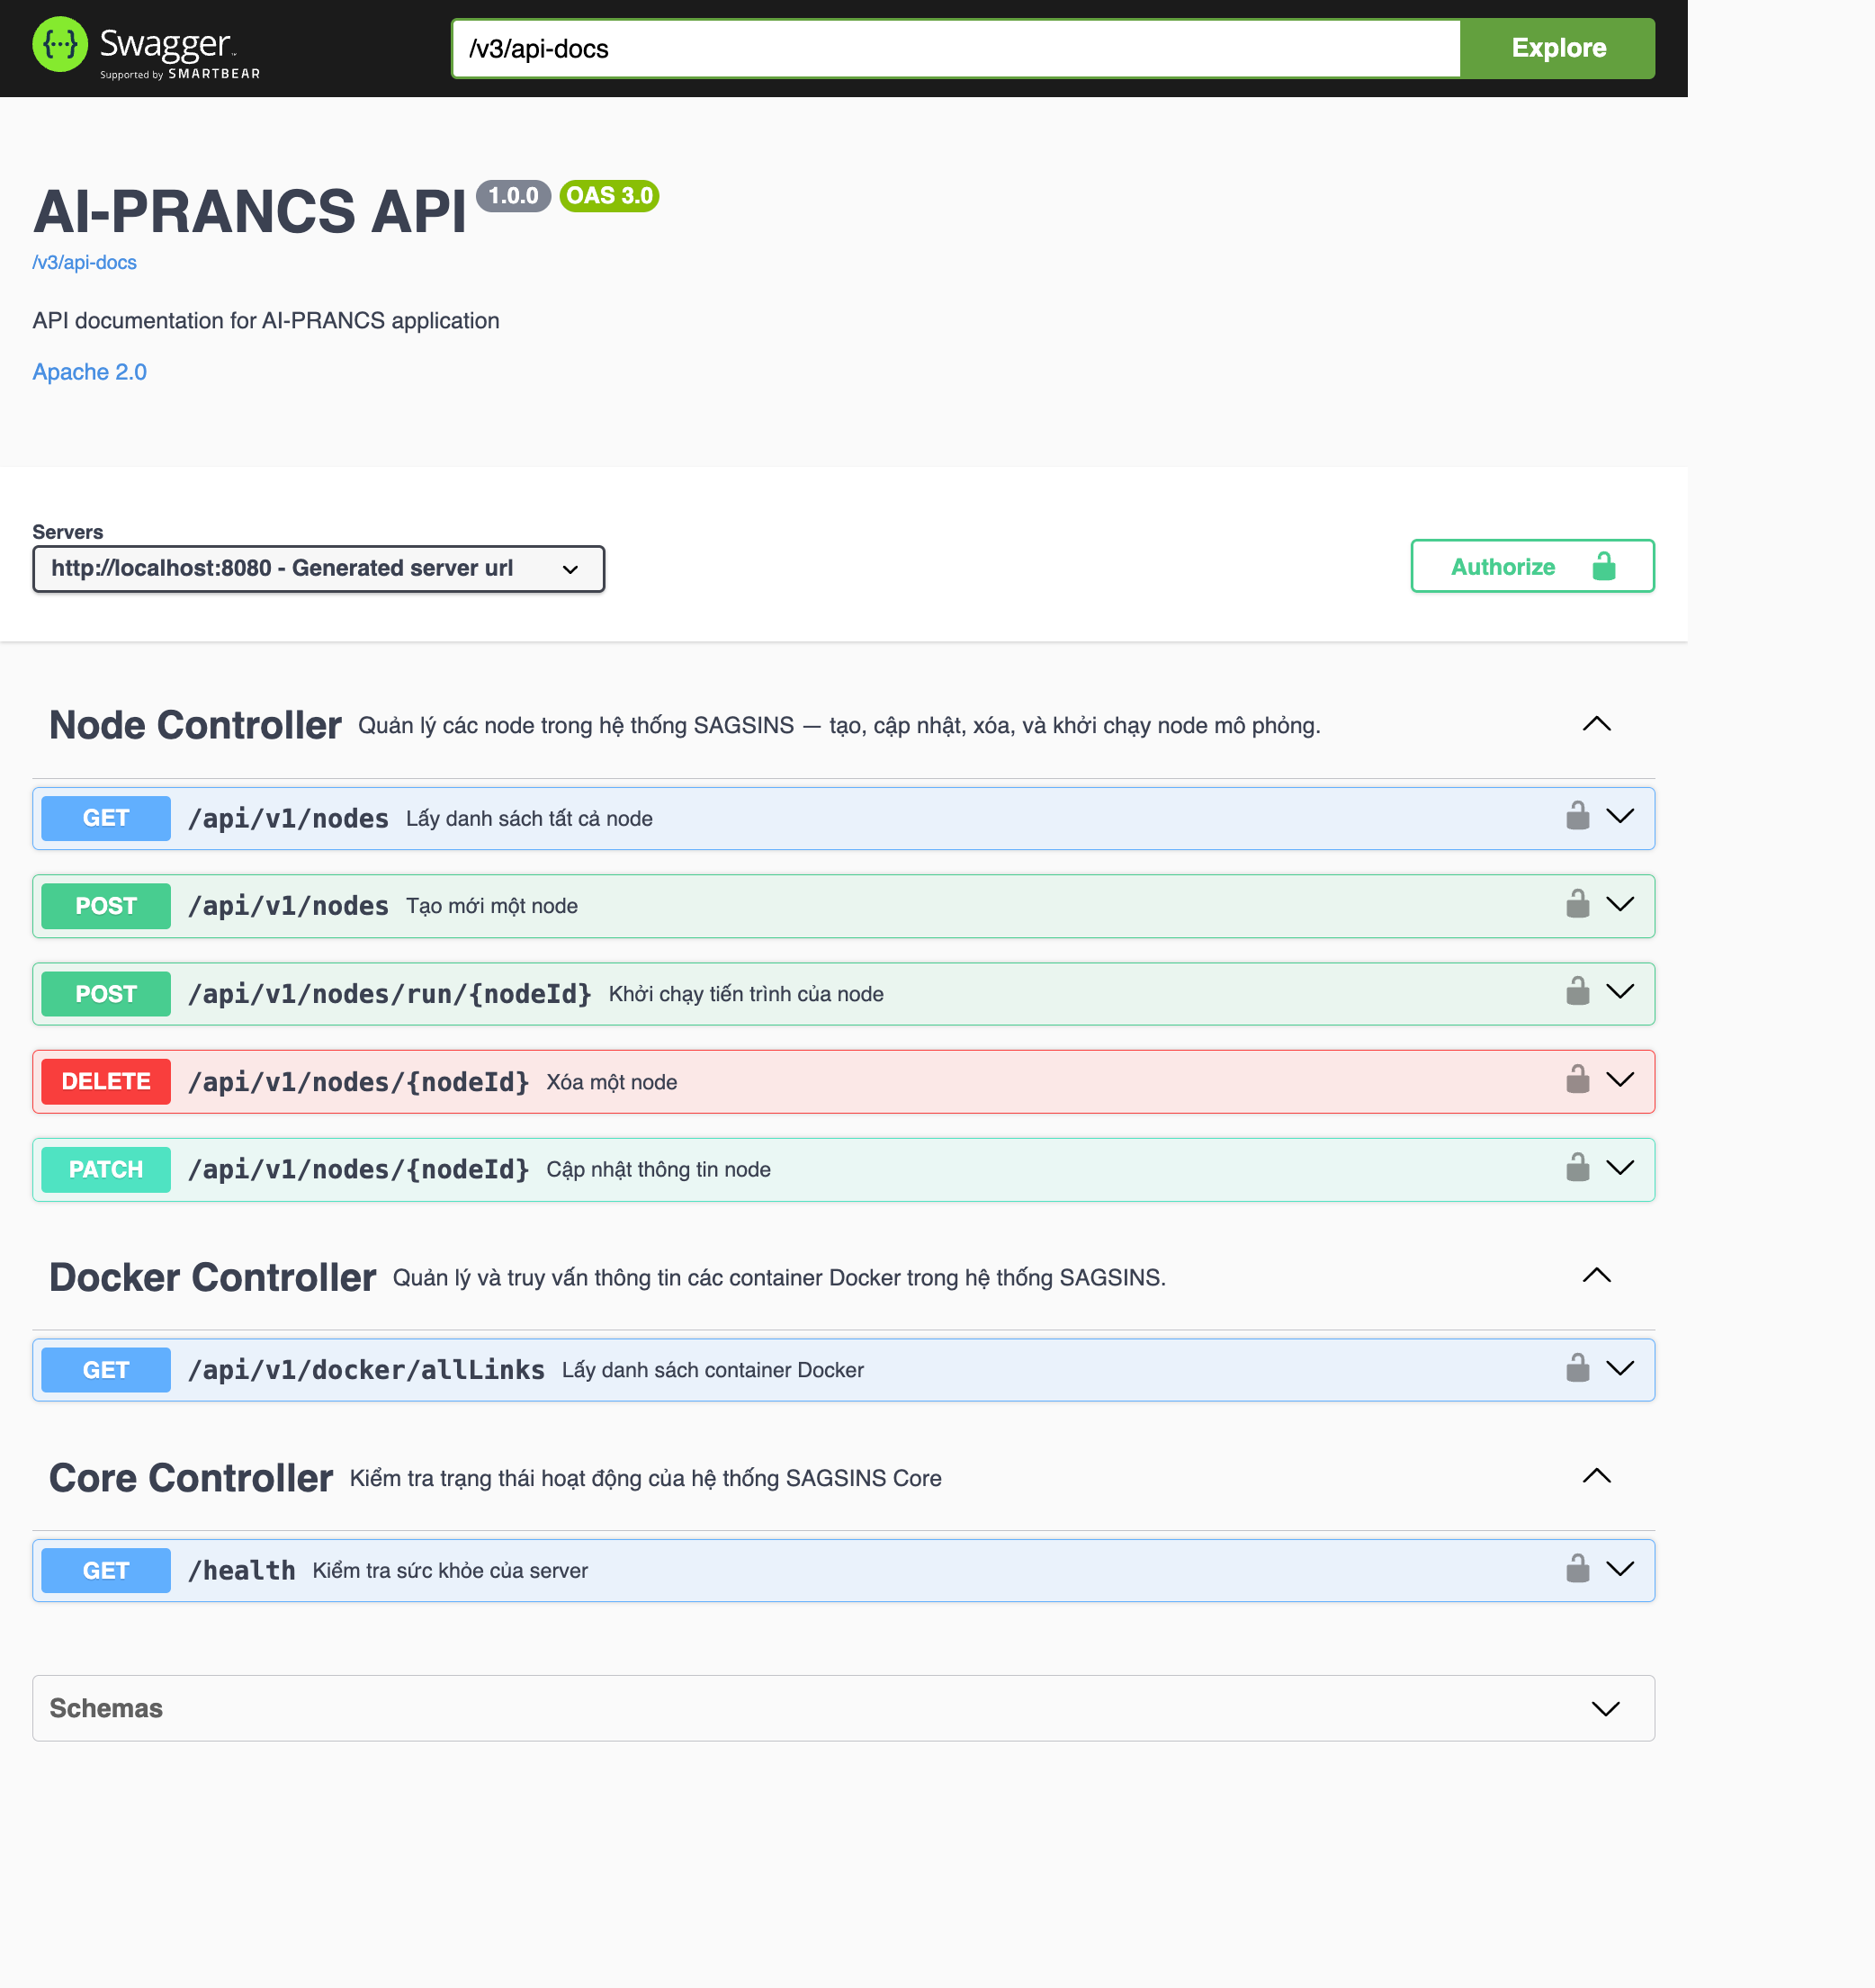 {···} Swagger™
Supported by SMARTBEAR
/v3/api-docs
Explore
AI-PRANCS API 1.0.0 OAS 3.0
/v3/api-docs
API documentation for AI-PRANCS application
Apache 2.0
Servers
http://localhost:8080 - Generated server url
Authorize
Node Controller Quản lý các node trong hệ thống SAGSINS — tạo, cập nhật, xóa, và khởi chạy node mô phỏng.
GET /api/v1/nodes Lấy danh sách tất cả node
POST /api/v1/nodes Tạo mới một node
POST /api/v1/nodes/run/{nodeId} Khởi chạy tiến trình của node
DELETE /api/v1/nodes/{nodeId} Xóa một node
PATCH /api/v1/nodes/{nodeId} Cập nhật thông tin node
Docker Controller Quản lý và truy vấn thông tin các container Docker trong hệ thống SAGSINS.
GET /api/v1/docker/allLinks Lấy danh sách container Docker
Core Controller Kiểm tra trạng thái hoạt động của hệ thống SAGSINS Core
GET /health Kiểm tra sức khỏe của server
Schemas